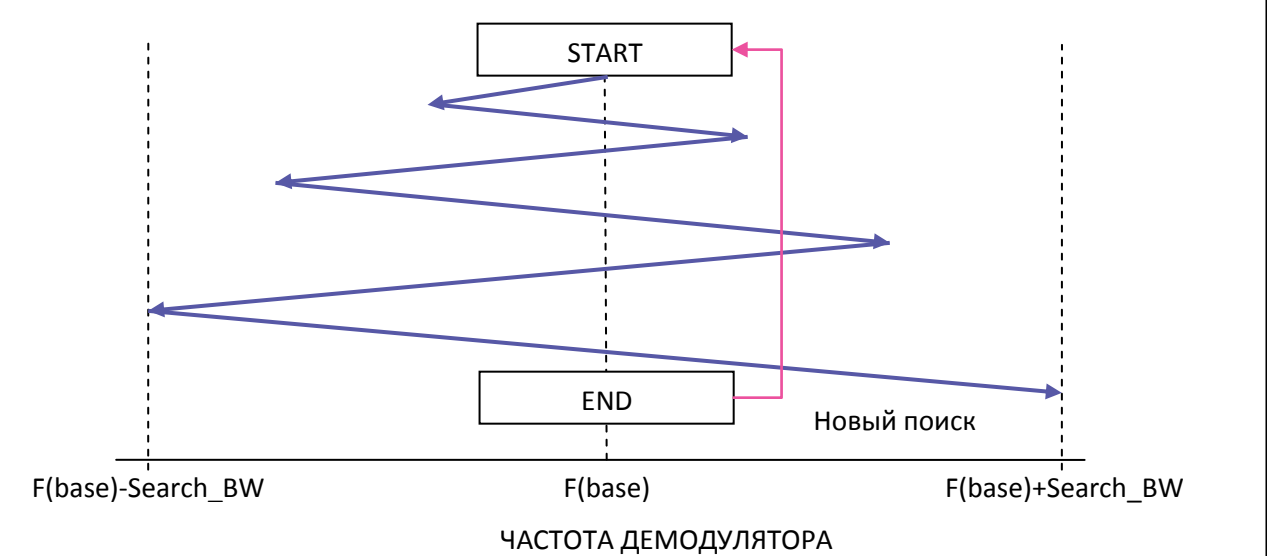 START
END
Новый поиск
F(base)-Search_BW
F(base)
F(base)+Search_BW
ЧАСТОТА ДЕМОДУЛЯТОРА